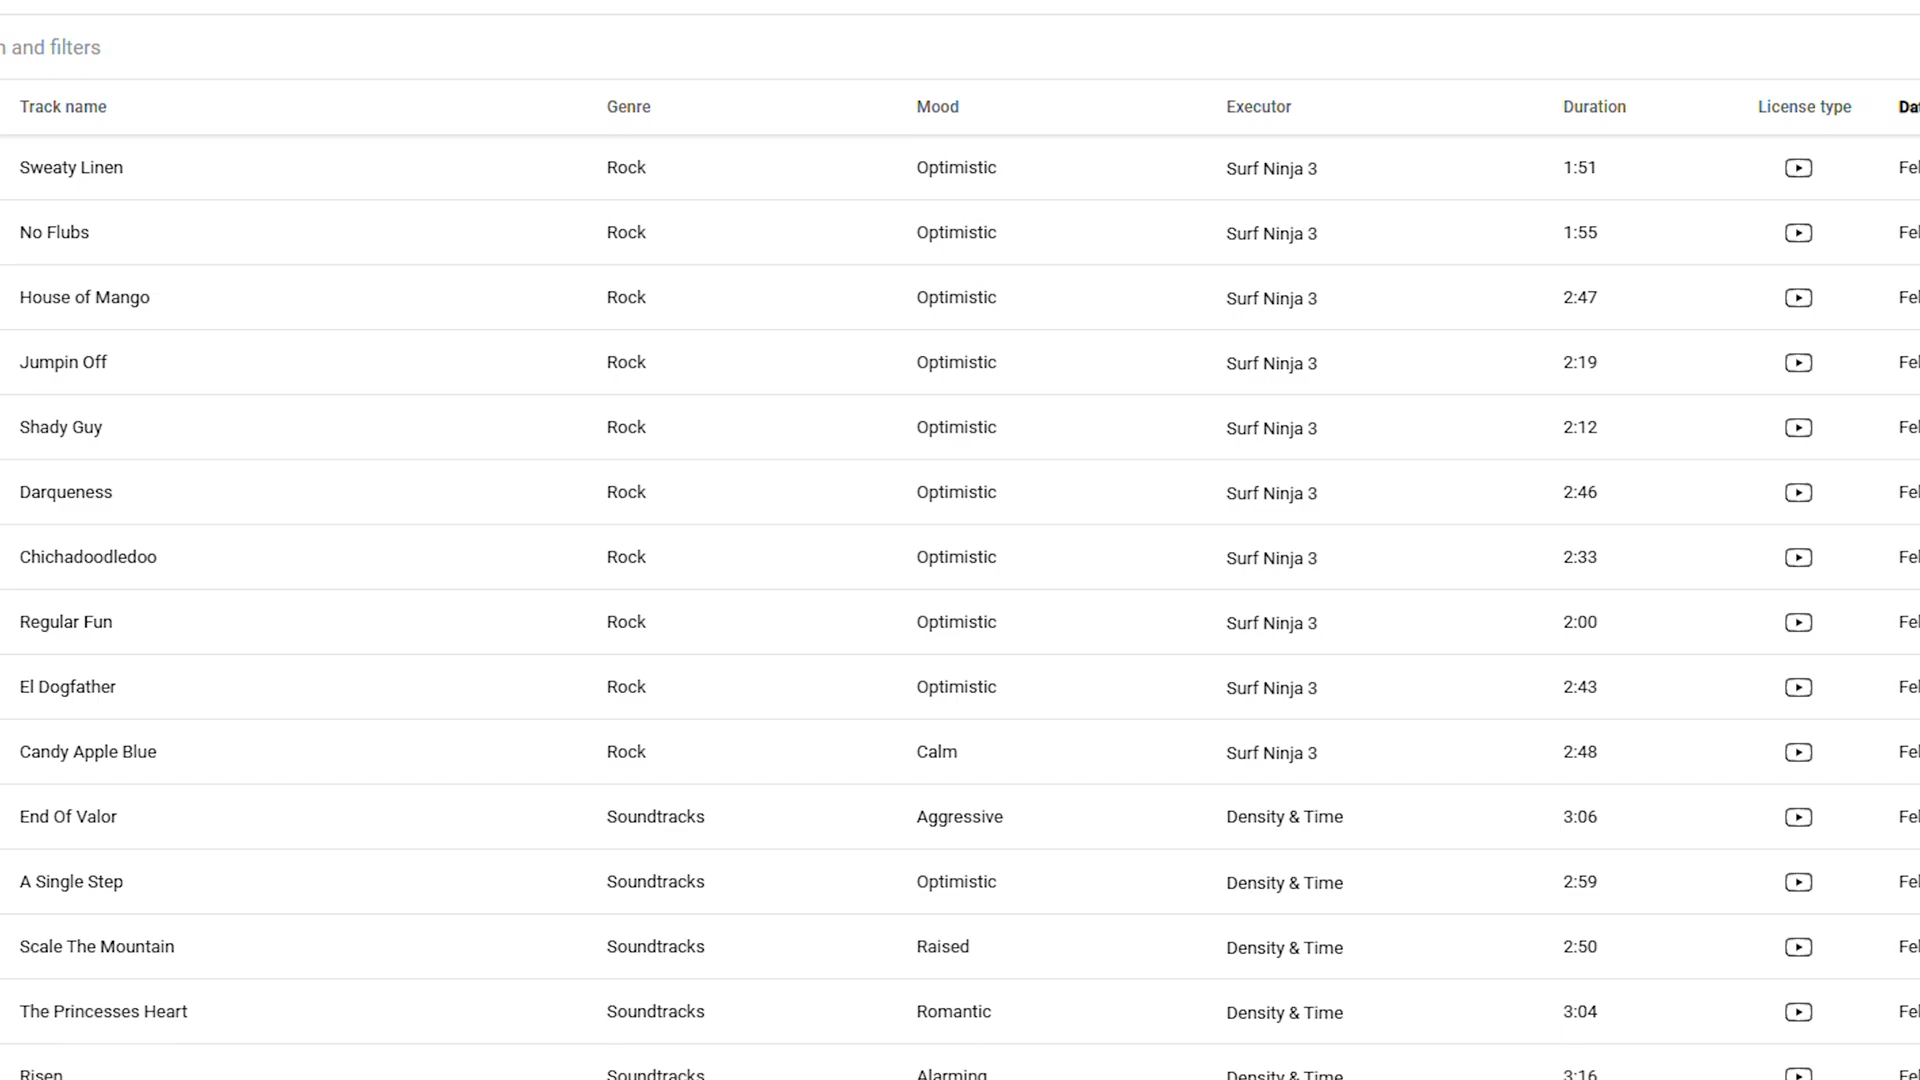 and filters
Track name Genre Mood Executor Duration License type
Sweaty Linen Rock Optimistic Surf Ninja 3 1:51
No Flubs Rock Optimistic Surf Ninja 3 1:55
House of Mango Rock Optimistic Surf Ninja 3 2:47
Jumpin Off Rock Optimistic Surf Ninja 3 2:19
Shady Guy Rock Optimistic Surf Ninja 3 2:12
Darqueness Rock Optimistic Surf Ninja 3 2:46
Chichadoodledoo Rock Optimistic Surf Ninja 3 2:33
Regular Fun Rock Optimistic Surf Ninja 3 2:00
El Dogfather Rock Optimistic Surf Ninja 3 2:43
Candy Apple Blue Rock Calm Surf Ninja 3 2:48
End Of Valor Soundtracks Aggressive Density & Time 3:06
A Single Step Soundtracks Optimistic Density & Time 2:59
Scale The Mountain Soundtracks Raised Density & Time 2:50
The Princesses Heart Soundtracks Romantic Density & Time 3:04
Risen Soundtracks Alarming Density & Time 3:16